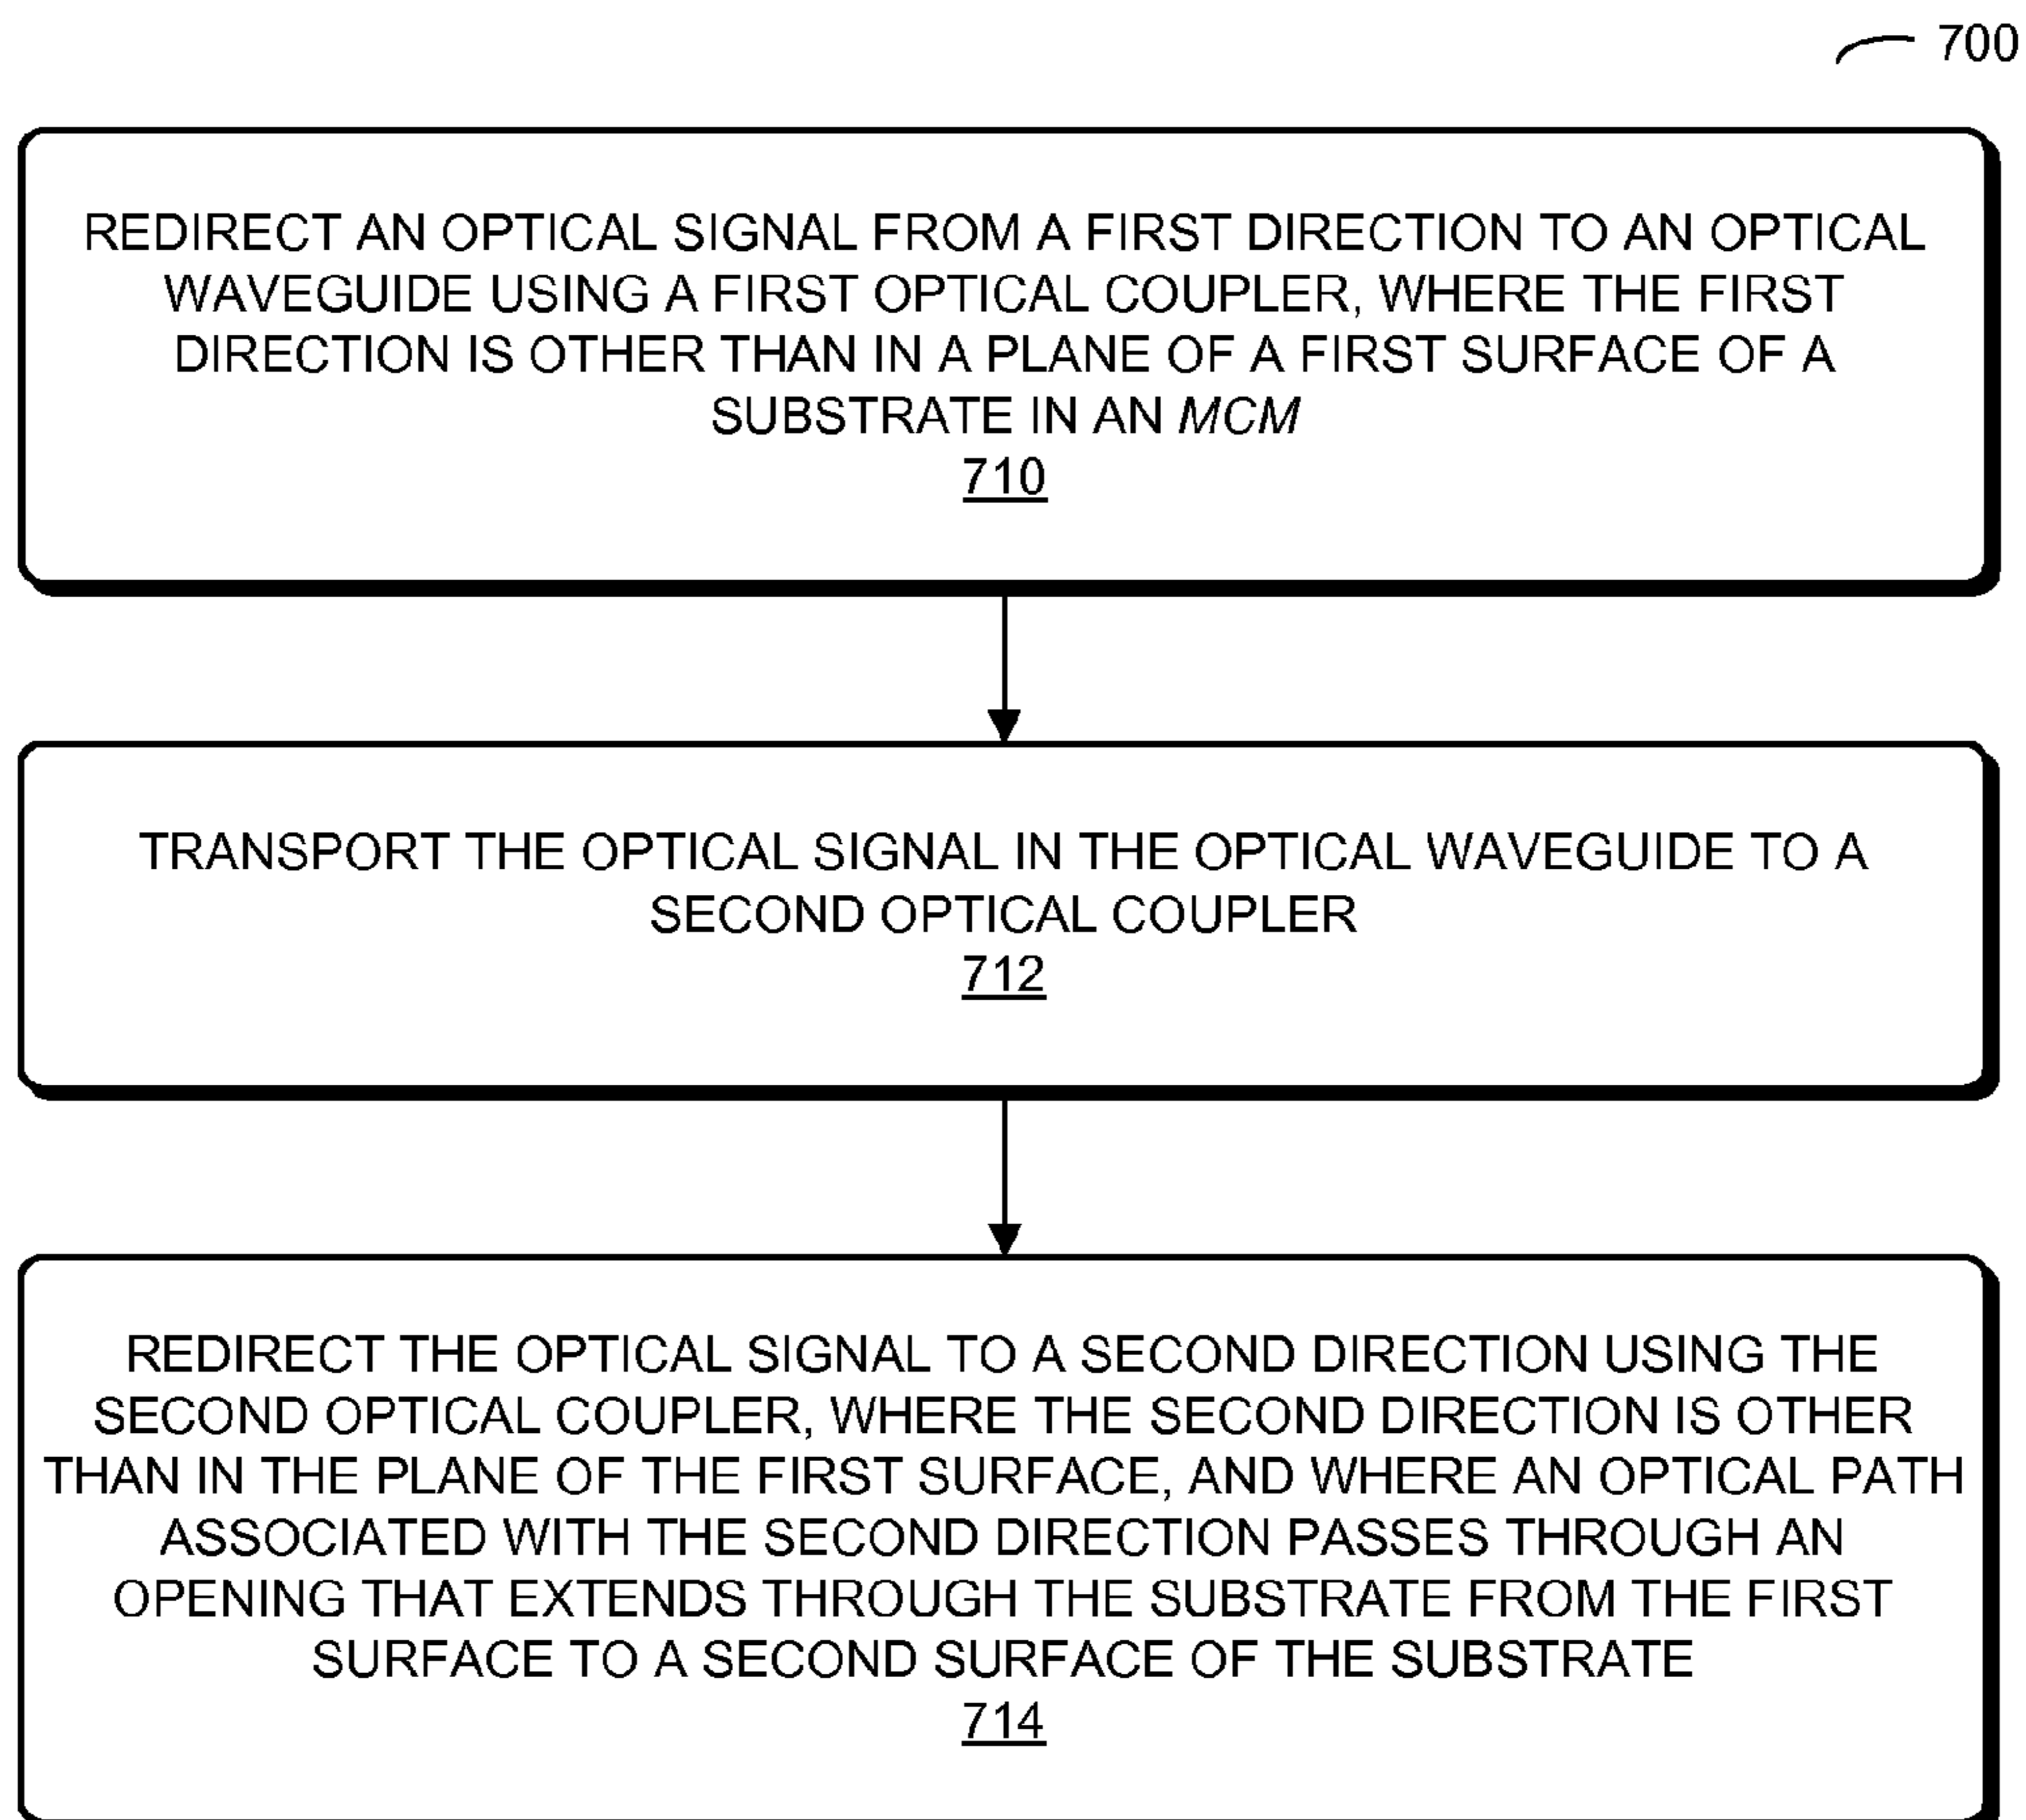 700
REDIRECT AN OPTICAL SIGNAL FROM A FIRST DIRECTION TO AN OPTICAL
WAVEGUIDE USING A FIRST OPTICAL COUPLER, WHERE THE FIRST
DIRECTION IS OTHER THAN IN A PLANE OF A FIRST SURFACE OF A
SUBSTRATE IN AN MCM
710
TRANSPORT THE OPTICAL SIGNAL IN THE OPTICAL WAVEGUIDE TO A
SECOND OPTICAL COUPLER
712
REDIRECT THE OPTICAL SIGNAL TO A SECOND DIRECTION USING THE
SECOND OPTICAL COUPLER, WHERE THE SECOND DIRECTION IS OTHER
THAN IN THE PLANE OF THE FIRST SURFACE, AND WHERE AN OPTICAL PATH
ASSOCIATED WITH THE SECOND DIRECTION PASSES THROUGH AN
OPENING THAT EXTENDS THROUGH THE SUBSTRATE FROM THE FIRST
SURFACE TO A SECOND SURFACE OF THE SUBSTRATE
714